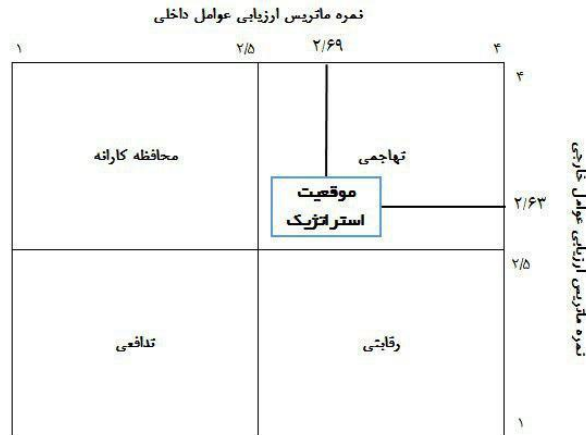 نمره ماتریس ارزیابی عوامل داخلی
۴ ۲/۶۹ ۲/۵ ۱
۴
تهاجمی
محافظه کارانه
موقعیت
استراتژیک
۲/۶۳
۲/۵
رقابتی
تدافعی
۱
نمره ماتریس ارزیابی عوامل خارجی